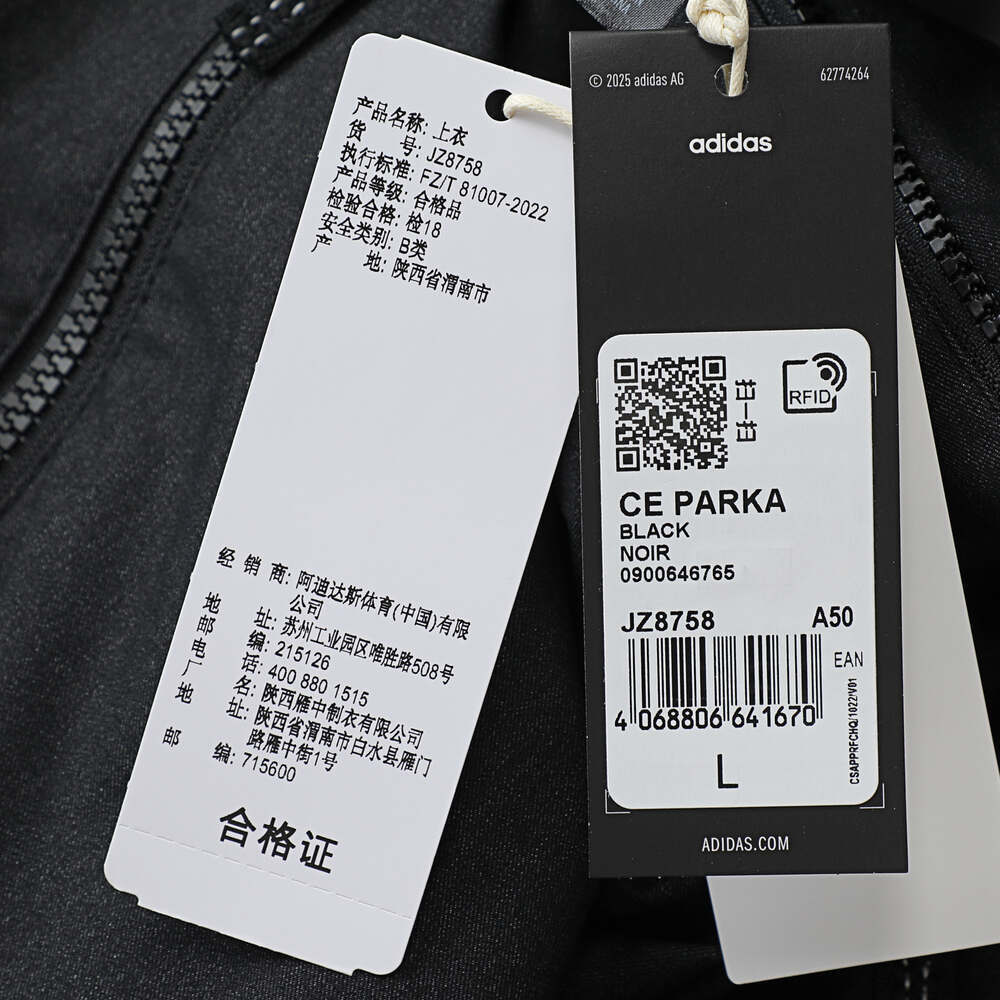 产品名称: 上衣
货 号: JZ8758
执行标准: FZ/T 81007-2022
产品等级: 合格品
检验合格: 检18
安全类别: B类
产 地: 陕西省渭南市
经 销 商: 阿迪达斯体育(中国)有限
公司
地 址: 苏州工业园区唯胜路508号
邮 编: 215126
电 话: 400 880 1515
厂 名: 陕西雁中制衣有限公司
地 址: 陕西省渭南市白水县雁门
路雁中街1号
邮 编: 715600
合格证
© 2025 adidas AG
62774264
adidas
RFID
CE PARKA
BLACK
NOIR
0900646765
JZ8758 A50
EAN
4 068806 641670
CSAPPRFCHQ/1022/V01
L
ADIDAS.COM